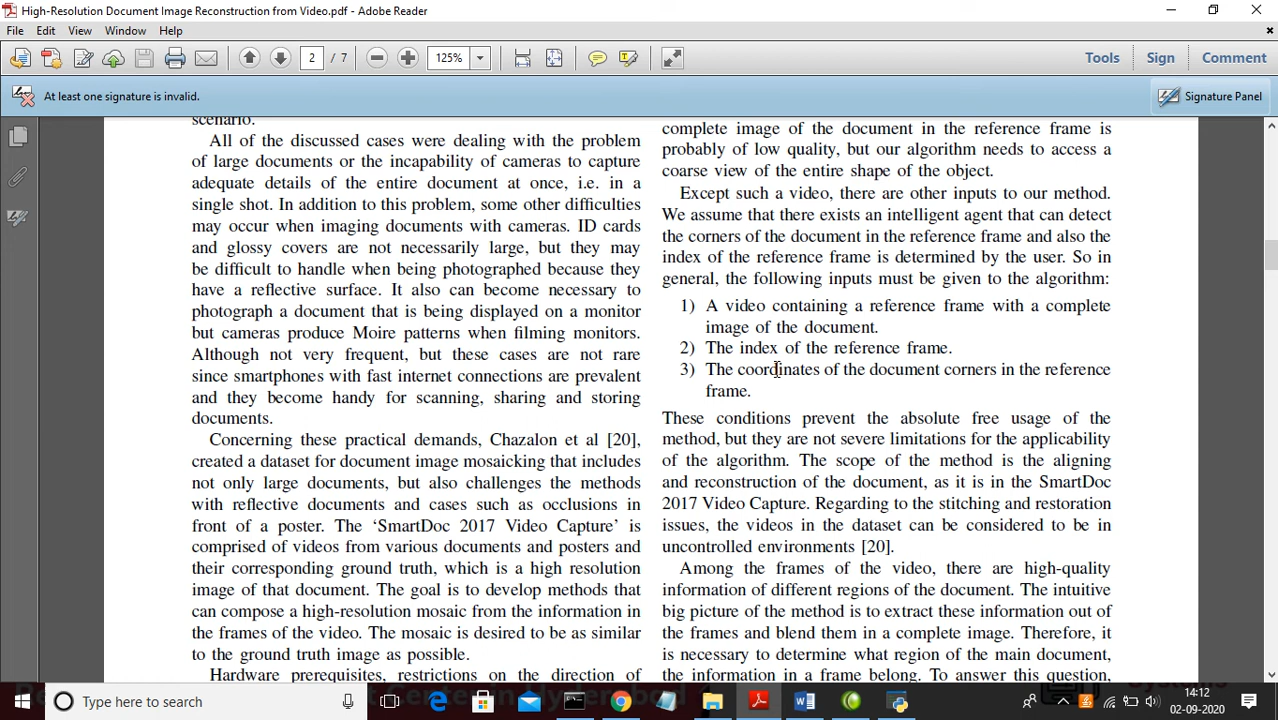 High-Resolution Document Image Reconstruction from Video.pdf - Adobe Reader
File Edit View Window Help
2 / 7 125% Tools Sign Comment
At least one signature is invalid. Signature Panel
scenario.
All of the discussed cases were dealing with the problem
of large documents or the incapability of cameras to capture
adequate details of the entire document at once, i.e. in a
single shot. In addition to this problem, some other difficulties
may occur when imaging documents with cameras. ID cards
and glossy covers are not necessarily large, but they may
be difficult to handle when being photographed because they
have a reflective surface. It also can become necessary to
photograph a document that is being displayed on a monitor
but cameras produce Moire patterns when filming monitors.
Although not very frequent, but these cases are not rare
since smartphones with fast internet connections are prevalent
and they become handy for scanning, sharing and storing
documents.
Concerning these practical demands, Chazalon et al [20],
created a dataset for document image mosaicking that includes
not only large documents, but also challenges the methods
with reflective documents and cases such as occlusions in
front of a poster. The ‘SmartDoc 2017 Video Capture’ is
comprised of videos from various documents and posters and
their corresponding ground truth, which is a high resolution
image of that document. The goal is to develop methods that
can compose a high-resolution mosaic from the information in
the frames of the video. The mosaic is desired to be as similar
to the ground truth image as possible.
Hardware prerequisites, restrictions on the direction of
complete image of the document in the reference frame is
probably of low quality, but our algorithm needs to access a
coarse view of the entire shape of the object.
Except such a video, there are other inputs to our method.
We assume that there exists an intelligent agent that can detect
the corners of the document in the reference frame and also the
index of the reference frame is determined by the user. So in
general, the following inputs must be given to the algorithm:
1) A video containing a reference frame with a complete
image of the document.
2) The index of the reference frame.
3) The coordinates of the document corners in the reference
frame.
These conditions prevent the absolute free usage of the
method, but they are not severe limitations for the applicability
of the algorithm. The scope of the method is the aligning
and reconstruction of the document, as it is in the SmartDoc
2017 Video Capture. Regarding to the stitching and restoration
issues, the videos in the dataset can be considered to be in
uncontrolled environments [20].
Among the frames of the video, there are high-quality
information of different regions of the document. The intuitive
big picture of the method is to extract these information out of
the frames and blend them in a complete image. Therefore, it
is necessary to determine what region of the main document,
the information in a frame belong. To answer this question,
Type here to search
14:12
02-09-2020